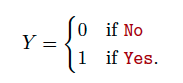 Y = { 0 if No
1 if Yes.